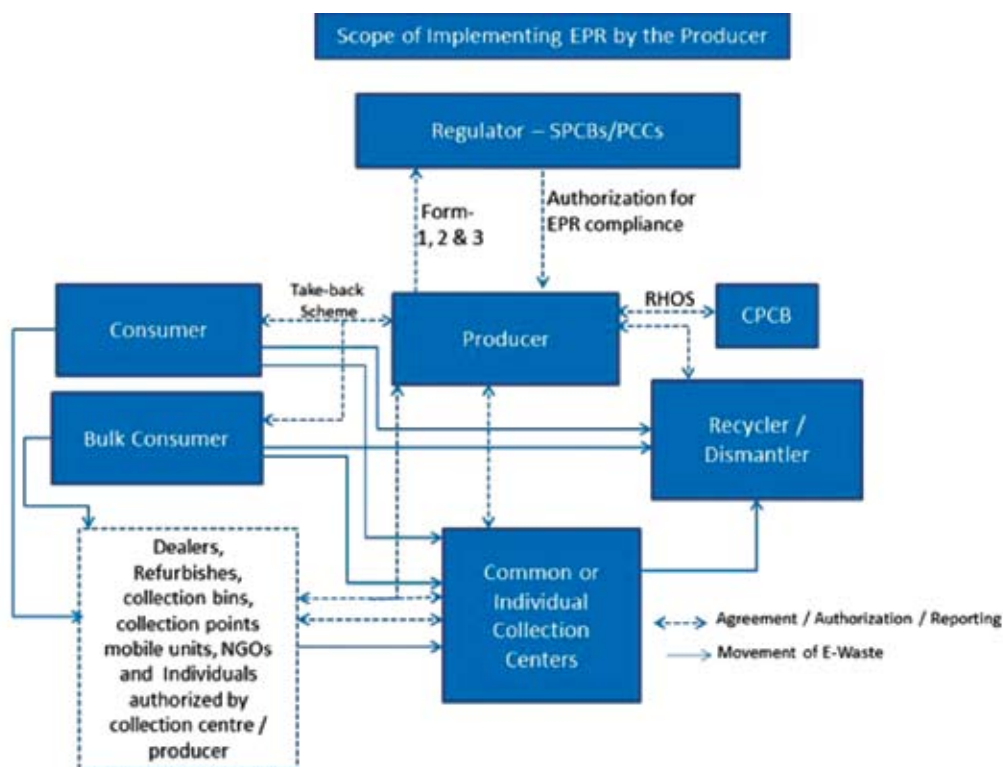 Scope of Implementing EPR by the Producer
Regulator – SPCBs/PCCs
Form-
1, 2 & 3
Authorization for
EPR compliance
Take-back
Scheme
Consumer
Producer
RHOS
CPCB
Bulk Consumer
Recycler /
Dismantler
Dealers,
Refurbishes,
collection bins,
collection points
mobile units, NGOs
and Individuals
authorized by
collection centre /
producer
Common or
Individual
Collection
Centers
Agreement / Authorization / Reporting
Movement of E-Waste